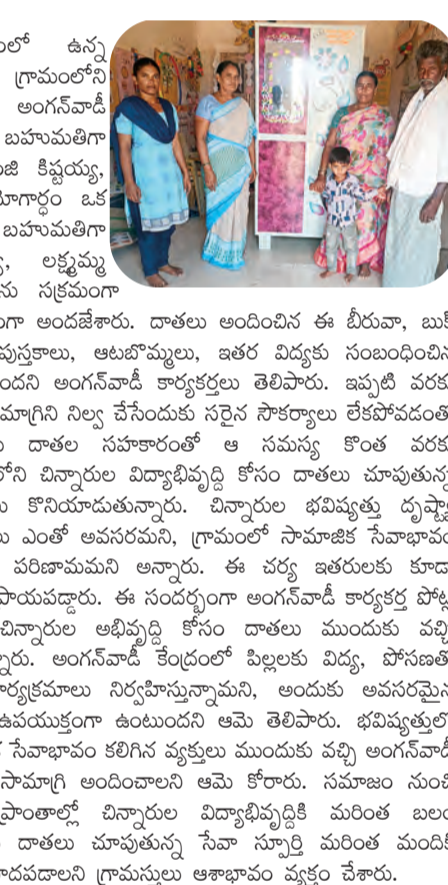 ంలో ఉన్న
గ్రామంలోని
అంగన్‌వాడీ
బహుమతిగా
ంజి కిష్టయ్య,
యోగార్థం ఒక
బహుమతిగా
్య, లక్ష్మమ్మ
ను సక్రమంగా
ంగా అందజేశారు. దాతలు అందించిన ఈ బీరువా, బుక్
పుస్తకాలు, ఆటబొమ్మలు, ఇతర విద్యకు సంబంధించిన
ందని అంగన్‌వాడీ కార్యకర్తలు తెలిపారు. ఇప్పటి వరకు
మాగ్రిని నిల్వ చేసేందుకు సరైన సౌకర్యాలు లేకపోవడంతో
దాతల సహకారంతో ఆ సమస్య కొంత వరకు
లోని చిన్నారుల విద్యాభివృద్ధి కోసం దాతలు చూపుతున్న
కొనియాడుతున్నారు. చిన్నారుల భవిష్యత్తు దృష్ట్యా
లు ఎంతో అవసరమని, గ్రామంలో సామాజిక సేవాభావం
పరిణామమని అన్నారు. ఈ చర్య ఇతరులకు కూడా
ప్రాయపడ్డారు. ఈ సందర్భంగా అంగన్‌వాడీ కార్యకర్త పోట్ల
చిన్నారుల అభివృద్ధి కోసం దాతలు ముందుకు వచ్చి
న్నారు. అంగన్‌వాడీ కేంద్రంలో పిల్లలకు విద్య, పోసణతో
ార్యక్రమాలు నిర్వహిస్తున్నామని, అందుకు అవసరమైన
ఉపయుక్తంగా ఉంటుందని ఆమె తెలిపారు. భవిష్యత్తులో
సేవాభావం కలిగిన వ్యక్తులు ముందుకు వచ్చి అంగన్‌వాడీ
సామాగ్రి అందించాలని ఆమె కోరారు. సమాజం నుంచి
ప్రాంతాల్లో చిన్నారుల విద్యాభివృద్ధికి మరింత బలం
దాతలు చూపుతున్న సేవా స్ఫూర్తి మరింత మందికి
ాదపడాలని గ్రామస్తులు ఆశాభావం వ్యక్తం చేశారు.